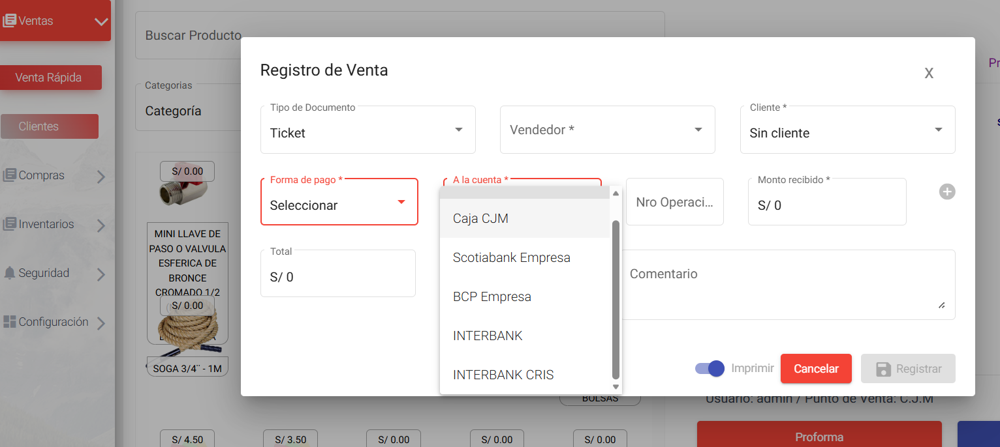 Ventas
Venta Rápida
Clientes
Compras
Inventarios
Seguridad
Configuración
Buscar Producto
Categorias
Categoría
S/ 0.00
MINI LLAVE DE
PASO O VALVULA
ESFERICA DE
BRONCE
CROMADO 1/2
S/ 0.00
SOGA 3/4¨ - 1M
S/ 4.50
S/ 3.50
S/ 0.00
S/ 0.00
S/ 0.00
BOLSAS
Registro de Venta
X
Tipo de Documento
Ticket
Vendedor *
Cliente *
Sin cliente
Forma de pago *
Seleccionar
A la cuenta *
Caja CJM
Scotiabank Empresa
BCP Empresa
INTERBANK
INTERBANK CRIS
Nro Operaci...
Monto recibido *
S/ 0
Total
S/ 0
Comentario
Imprimir
Cancelar
Registrar
Usuario: admin / Punto de Venta: C.J.M
Proforma
Pr